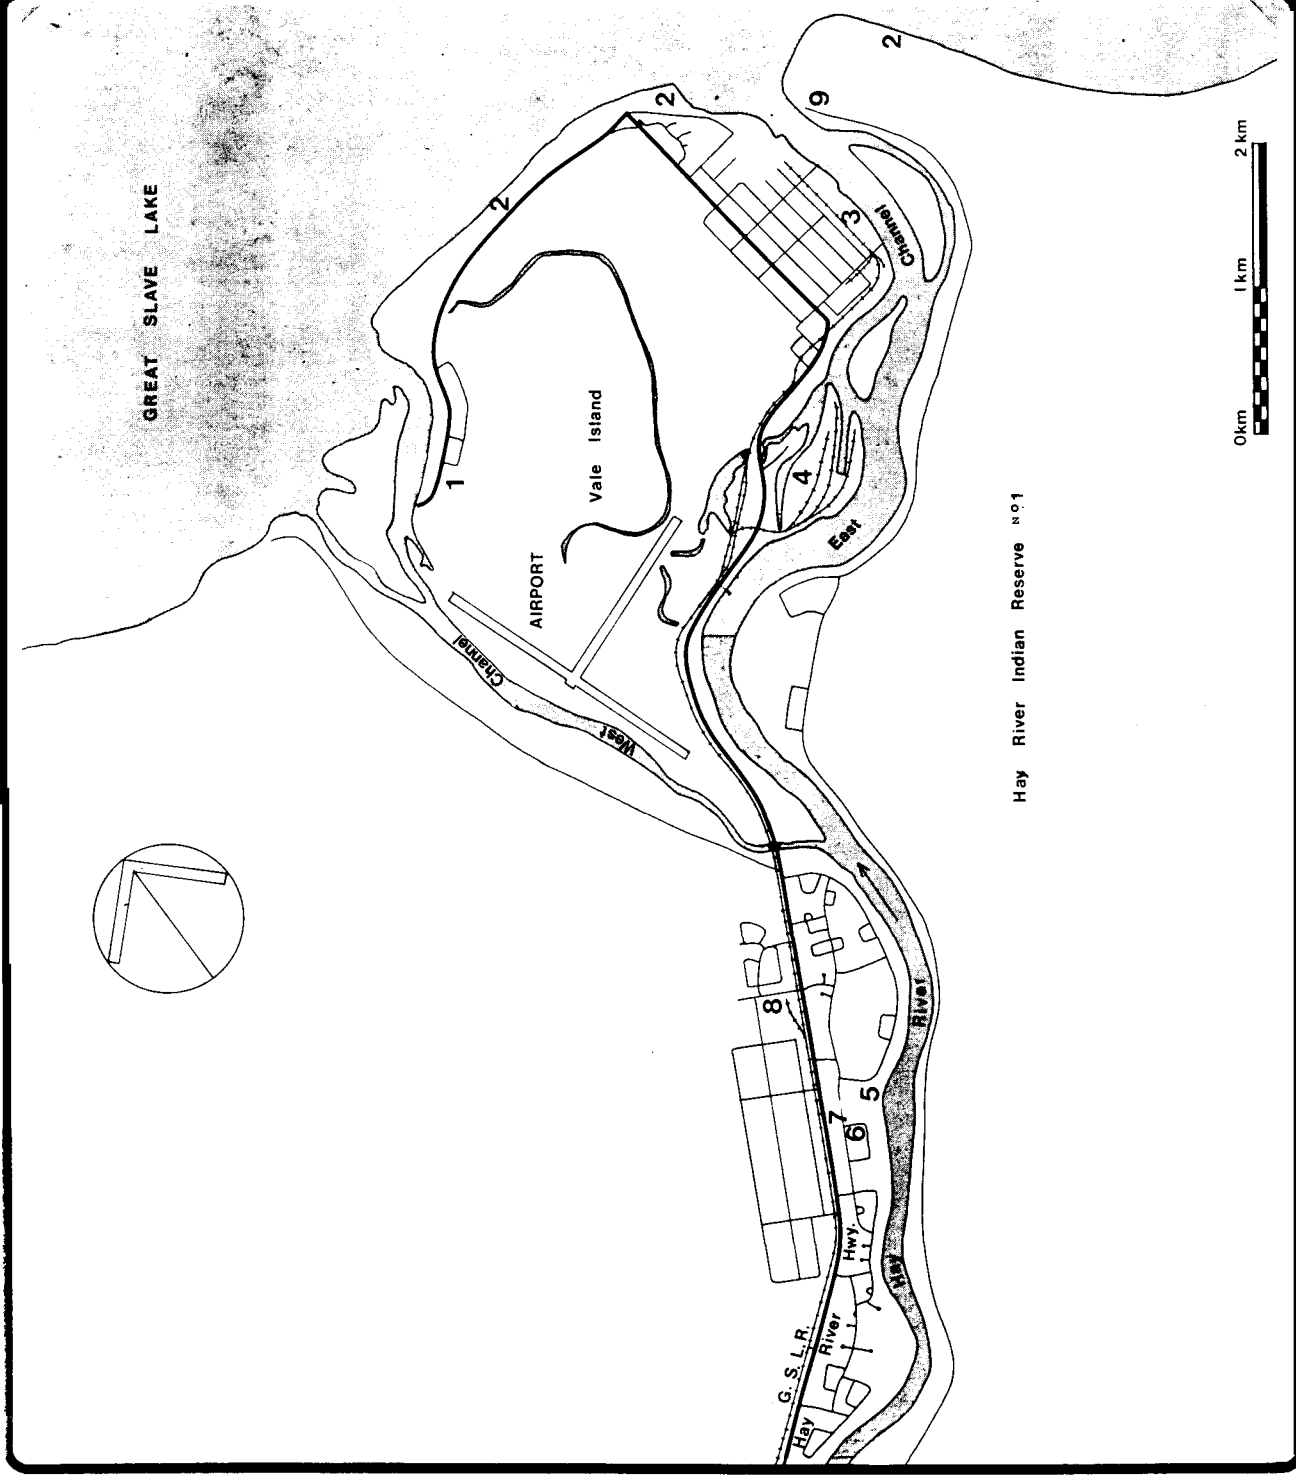 GREAT SLAVE LAKE
2
2
2
9
1
Vale Island
AIRPORT
3
Channel
4
East
West
Channel
Hay River Indian Reserve Nº1
0km
1km
2 km
8
7
6
5
River
Hay
G. S. L. R.
Hay River Hwy.